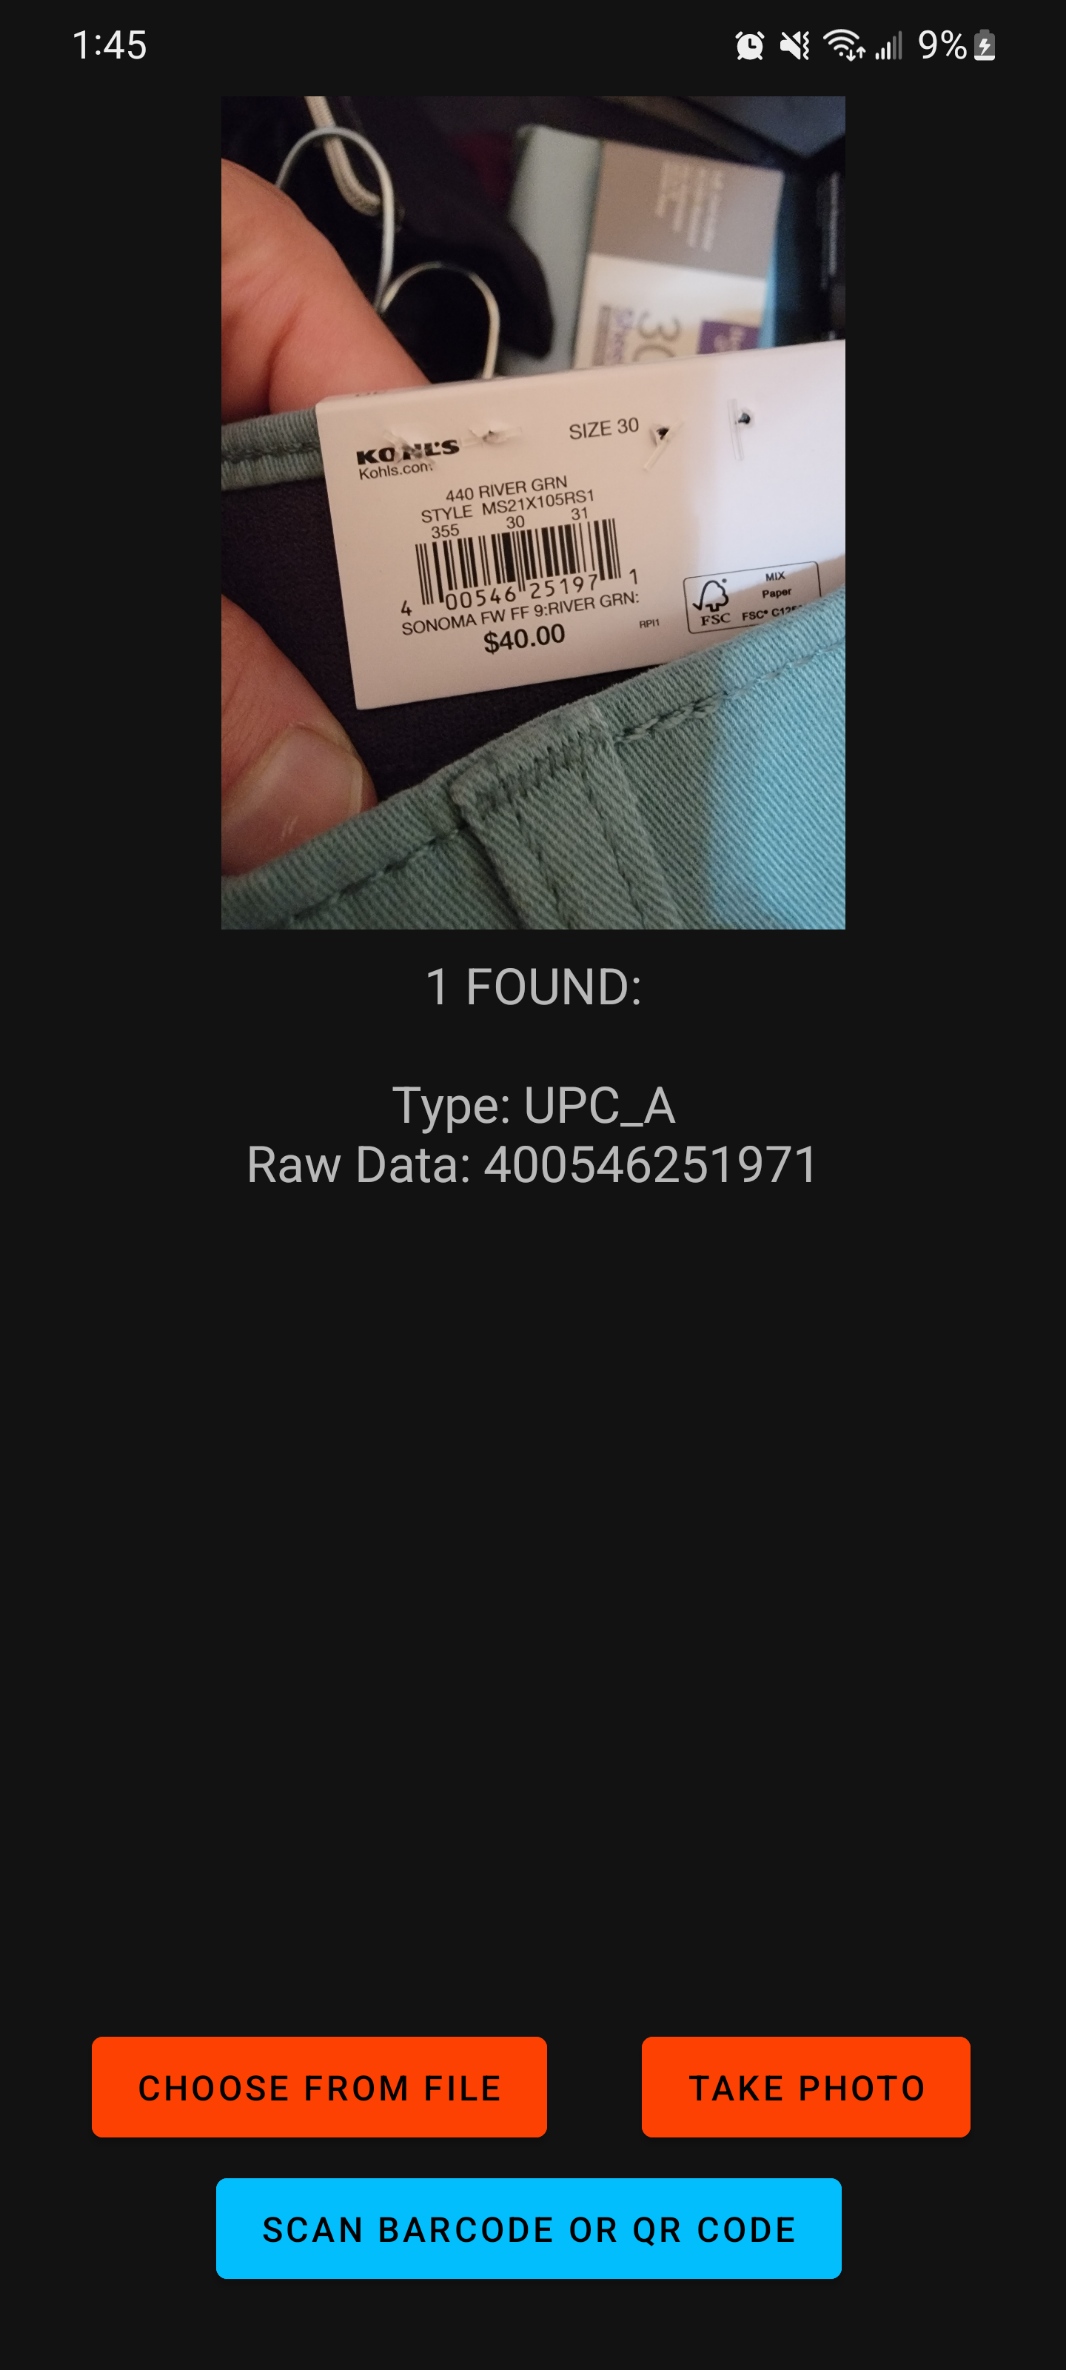 1:45
9%
KOHL'S
Kohls.com
SIZE 30
440 RIVER GRN
STYLE MS21X105RS1
355 30 31
4 00546 25197 1
SONOMA FW FF 9:RIVER GRN:
$40.00
RPI1
MIX
Paper
FSC FSC®
30
1 FOUND:
Type: UPC_A
Raw Data: 400546251971
CHOOSE FROM FILE
TAKE PHOTO
SCAN BARCODE OR QR CODE